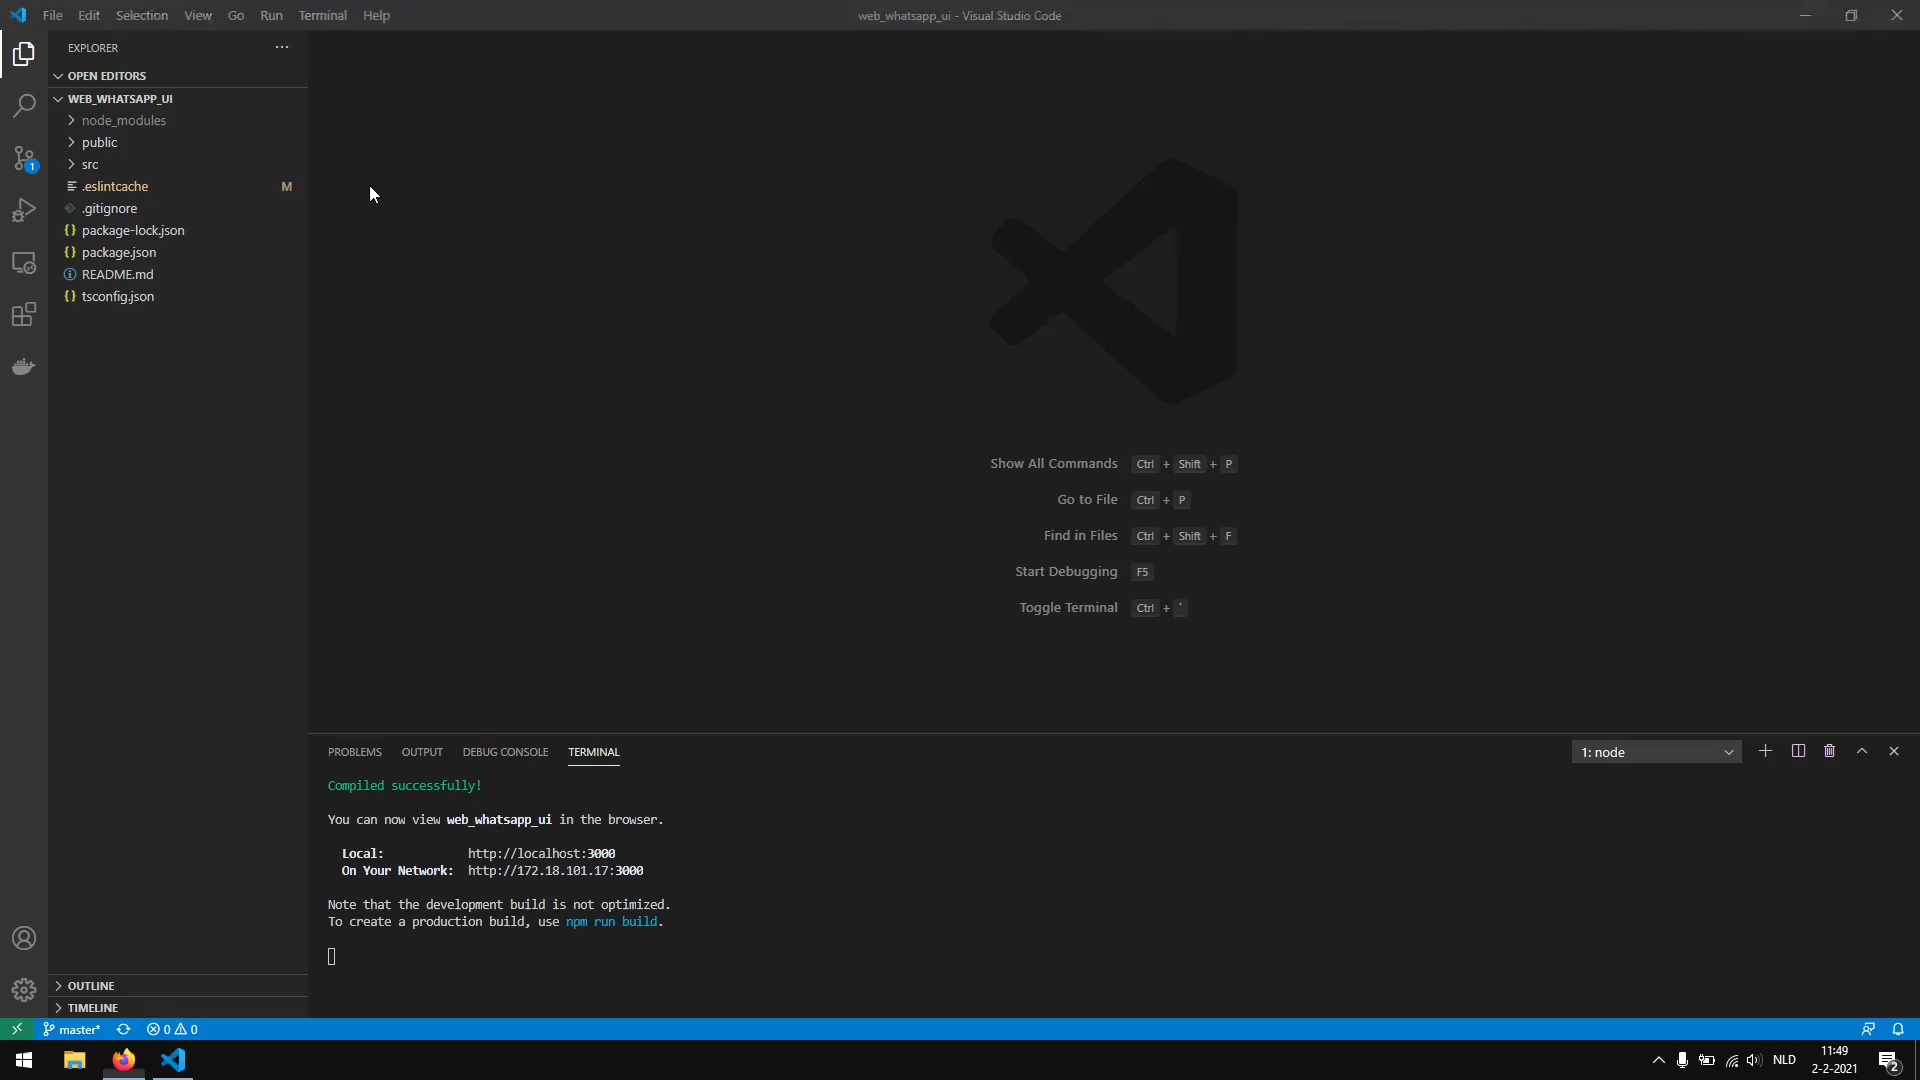 File Edit Selection View Go Run Terminal Help
web_whatsapp_ui - Visual Studio Code
EXPLORER
OPEN EDITORS
WEB_WHATSAPP_UI
node_modules
public
src
1
.eslintcache M
.gitignore
package-lock.json
package.json
README.md
tsconfig.json
Show All Commands Ctrl + Shift + P
Go to File Ctrl + P
Find in Files Ctrl + Shift + F
Start Debugging F5
Toggle Terminal Ctrl + `
PROBLEMS OUTPUT DEBUG CONSOLE TERMINAL 1: node
Compiled successfully!
You can now view web_whatsapp_ui in the browser.
Local: http://localhost:3000
On Your Network: http://172.18.101.17:3000
Note that the development build is not optimized.
To create a production build, use npm run build.
OUTLINE
TIMELINE
master* 0 0
NLD
11:49
2-2-2021
2